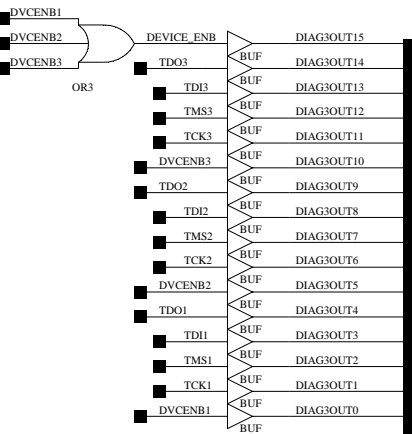 DVCENB1
DVCENB2 DEVICE_ENB DIAG3OUT15
DVCENB3 TDO3 BUF DIAG3OUT14
OR3 TDI3 BUF DIAG3OUT13
TMS3 BUF DIAG3OUT12
TCK3 BUF DIAG3OUT11
DVCENB3 BUF DIAG3OUT10
TDO2 BUF DIAG3OUT9
TDI2 BUF DIAG3OUT8
TMS2 BUF DIAG3OUT7
TCK2 BUF DIAG3OUT6
DVCENB2 BUF DIAG3OUT5
TDO1 BUF DIAG3OUT4
TDI1 BUF DIAG3OUT3
TMS1 BUF DIAG3OUT2
TCK1 BUF DIAG3OUT1
DVCENB1 BUF DIAG3OUT0
BUF